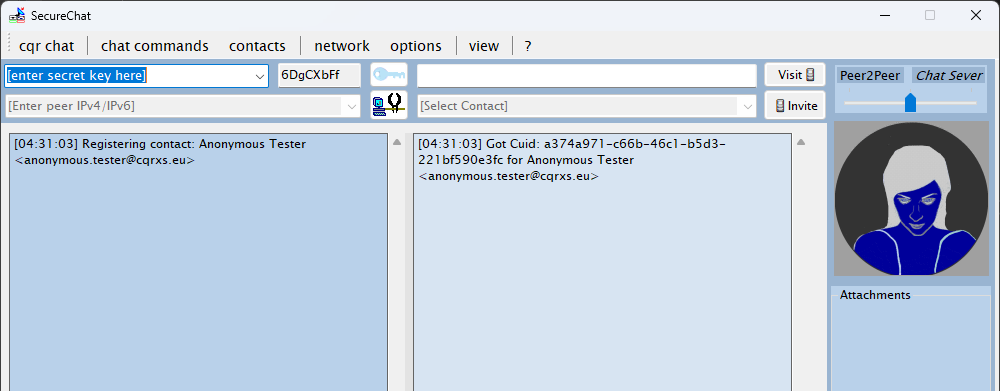 SecureChat
cqr chat chat commands contacts network options view ?
[enter secret key here] 6DgCXbFf Visit Peer2Peer Chat Sever
[Enter peer IPv4/IPv6] [Select Contact] Invite
[04:31:03] Registering contact: Anonymous Tester
<anonymous.tester@cqrxs.eu>
[04:31:03] Got Cuid: a374a971-c66b-46c1-b5d3-
221bf590e3fc for Anonymous Tester
<anonymous.tester@cqrxs.eu>
Attachments